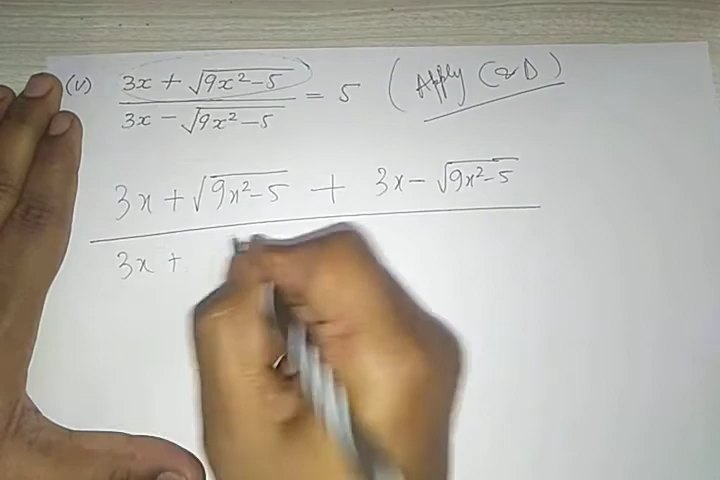 (v) 3x + √9x²-5 / 3x - √9x²-5 = 5 (Apply C&D)
3x + √9x²-5 + 3x - √9x²-5
3x +